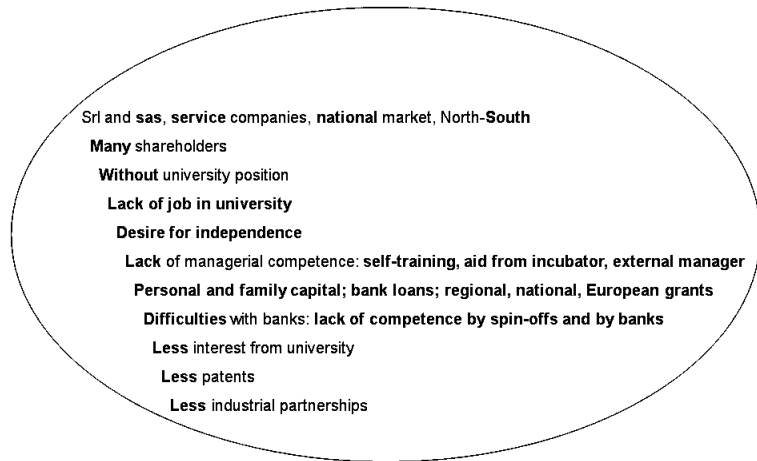 Srl and sas, service companies, national market, North-South
Many shareholders
Without university position
Lack of job in university
Desire for independence
Lack of managerial competence: self-training, aid from incubator, external manager
Personal and family capital; bank loans; regional, national, European grants
Difficulties with banks: lack of competence by spin-offs and by banks
Less interest from university
Less patents
Less industrial partnerships